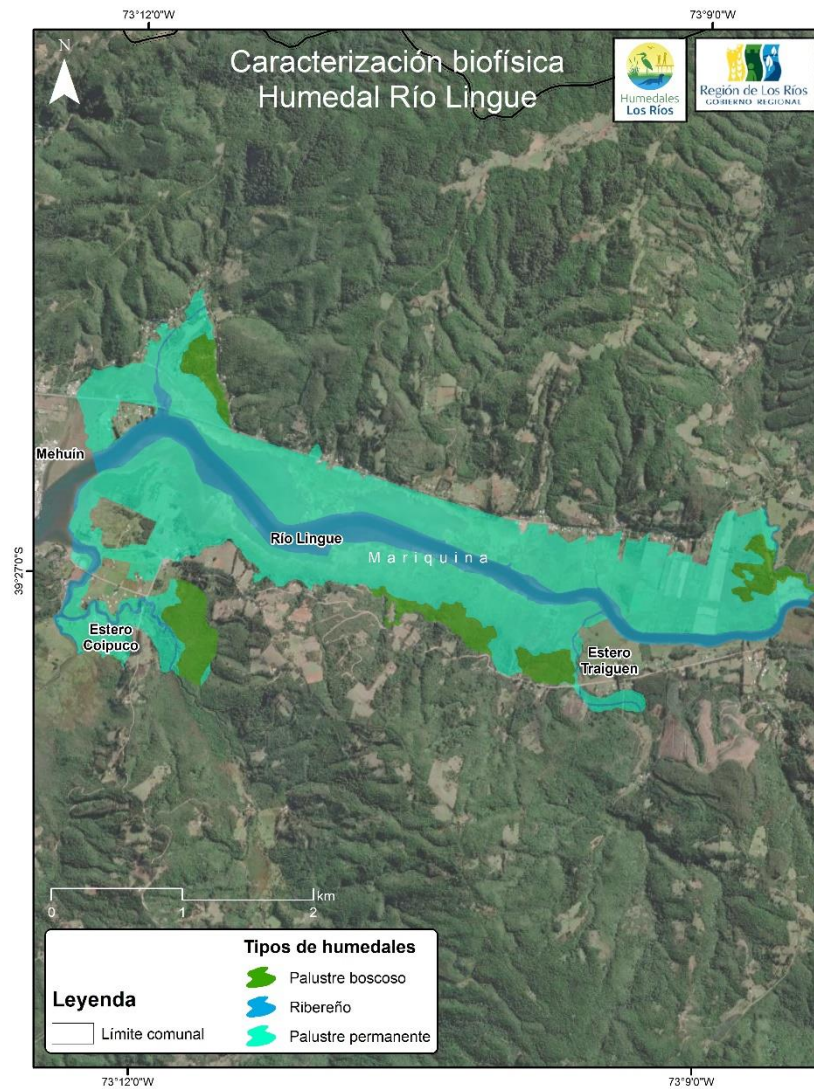 73°12'0"W
73°9'0"W
N
Caracterización biofísica
Humedal Río Lingue
Humedales
Los Ríos
Región de Los Ríos
GOBIERNO REGIONAL
Mehuín
Río Lingue
Mariquina
39°27'0"S
Estero
Coipuco
Estero
Traiguen
km
0 1 2
Leyenda
Límite comunal
Tipos de humedales
Palustre boscoso
Ribereño
Palustre permanente
73°12'0"W
73°9'0"W